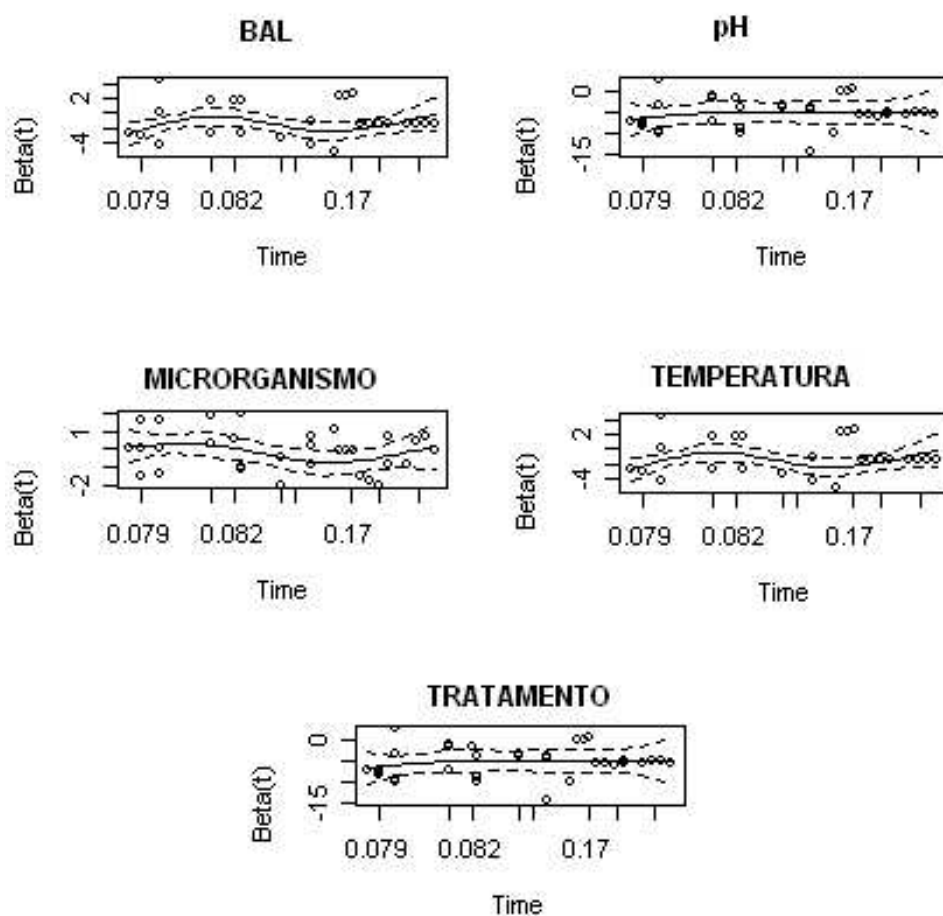 BAL
Beta(t)
2
-4
0.079 0.082 0.17
Time
pH
Beta(t)
0
-15
0.079 0.082 0.17
Time
MICRORGANISMO
Beta(t)
1
-2
0.079 0.082 0.17
Time
TEMPERATURA
Beta(t)
2
-4
0.079 0.082 0.17
Time
TRATAMENTO
Beta(t)
0
-15
0.079 0.082 0.17
Time